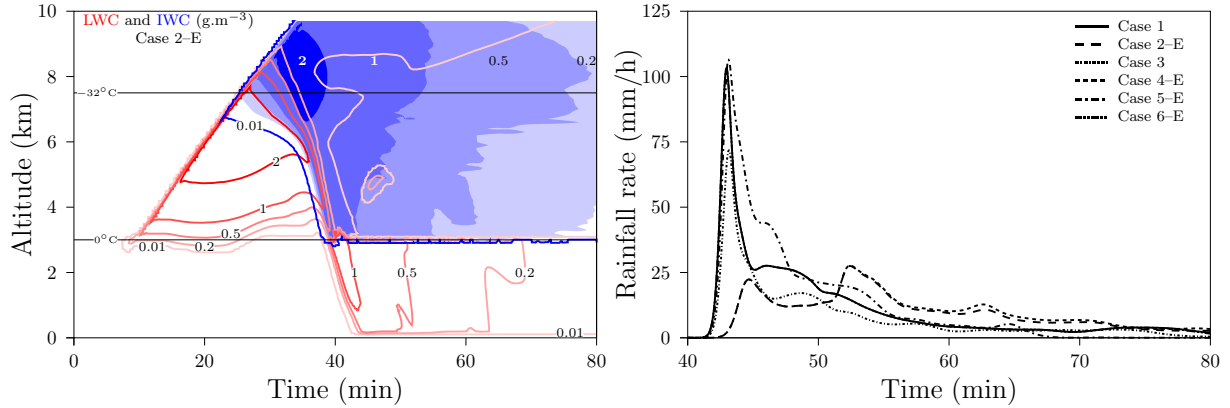 LWC and IWC (g.m−3)
Case 2–E
10
8
6
4
2
0
Altitude (km)
−32°C
0°C
2
1
0.5
0.2
0.01
2
1
0.5
0.2
0.01
1
0.5
0.2
0.01
0
20
40
60
80
Time (min)
125
100
75
50
25
0
Rainfall rate (mm/h)
Case 1
Case 2–E
Case 3
Case 4–E
Case 5–E
Case 6–E
40
50
60
70
80
Time (min)